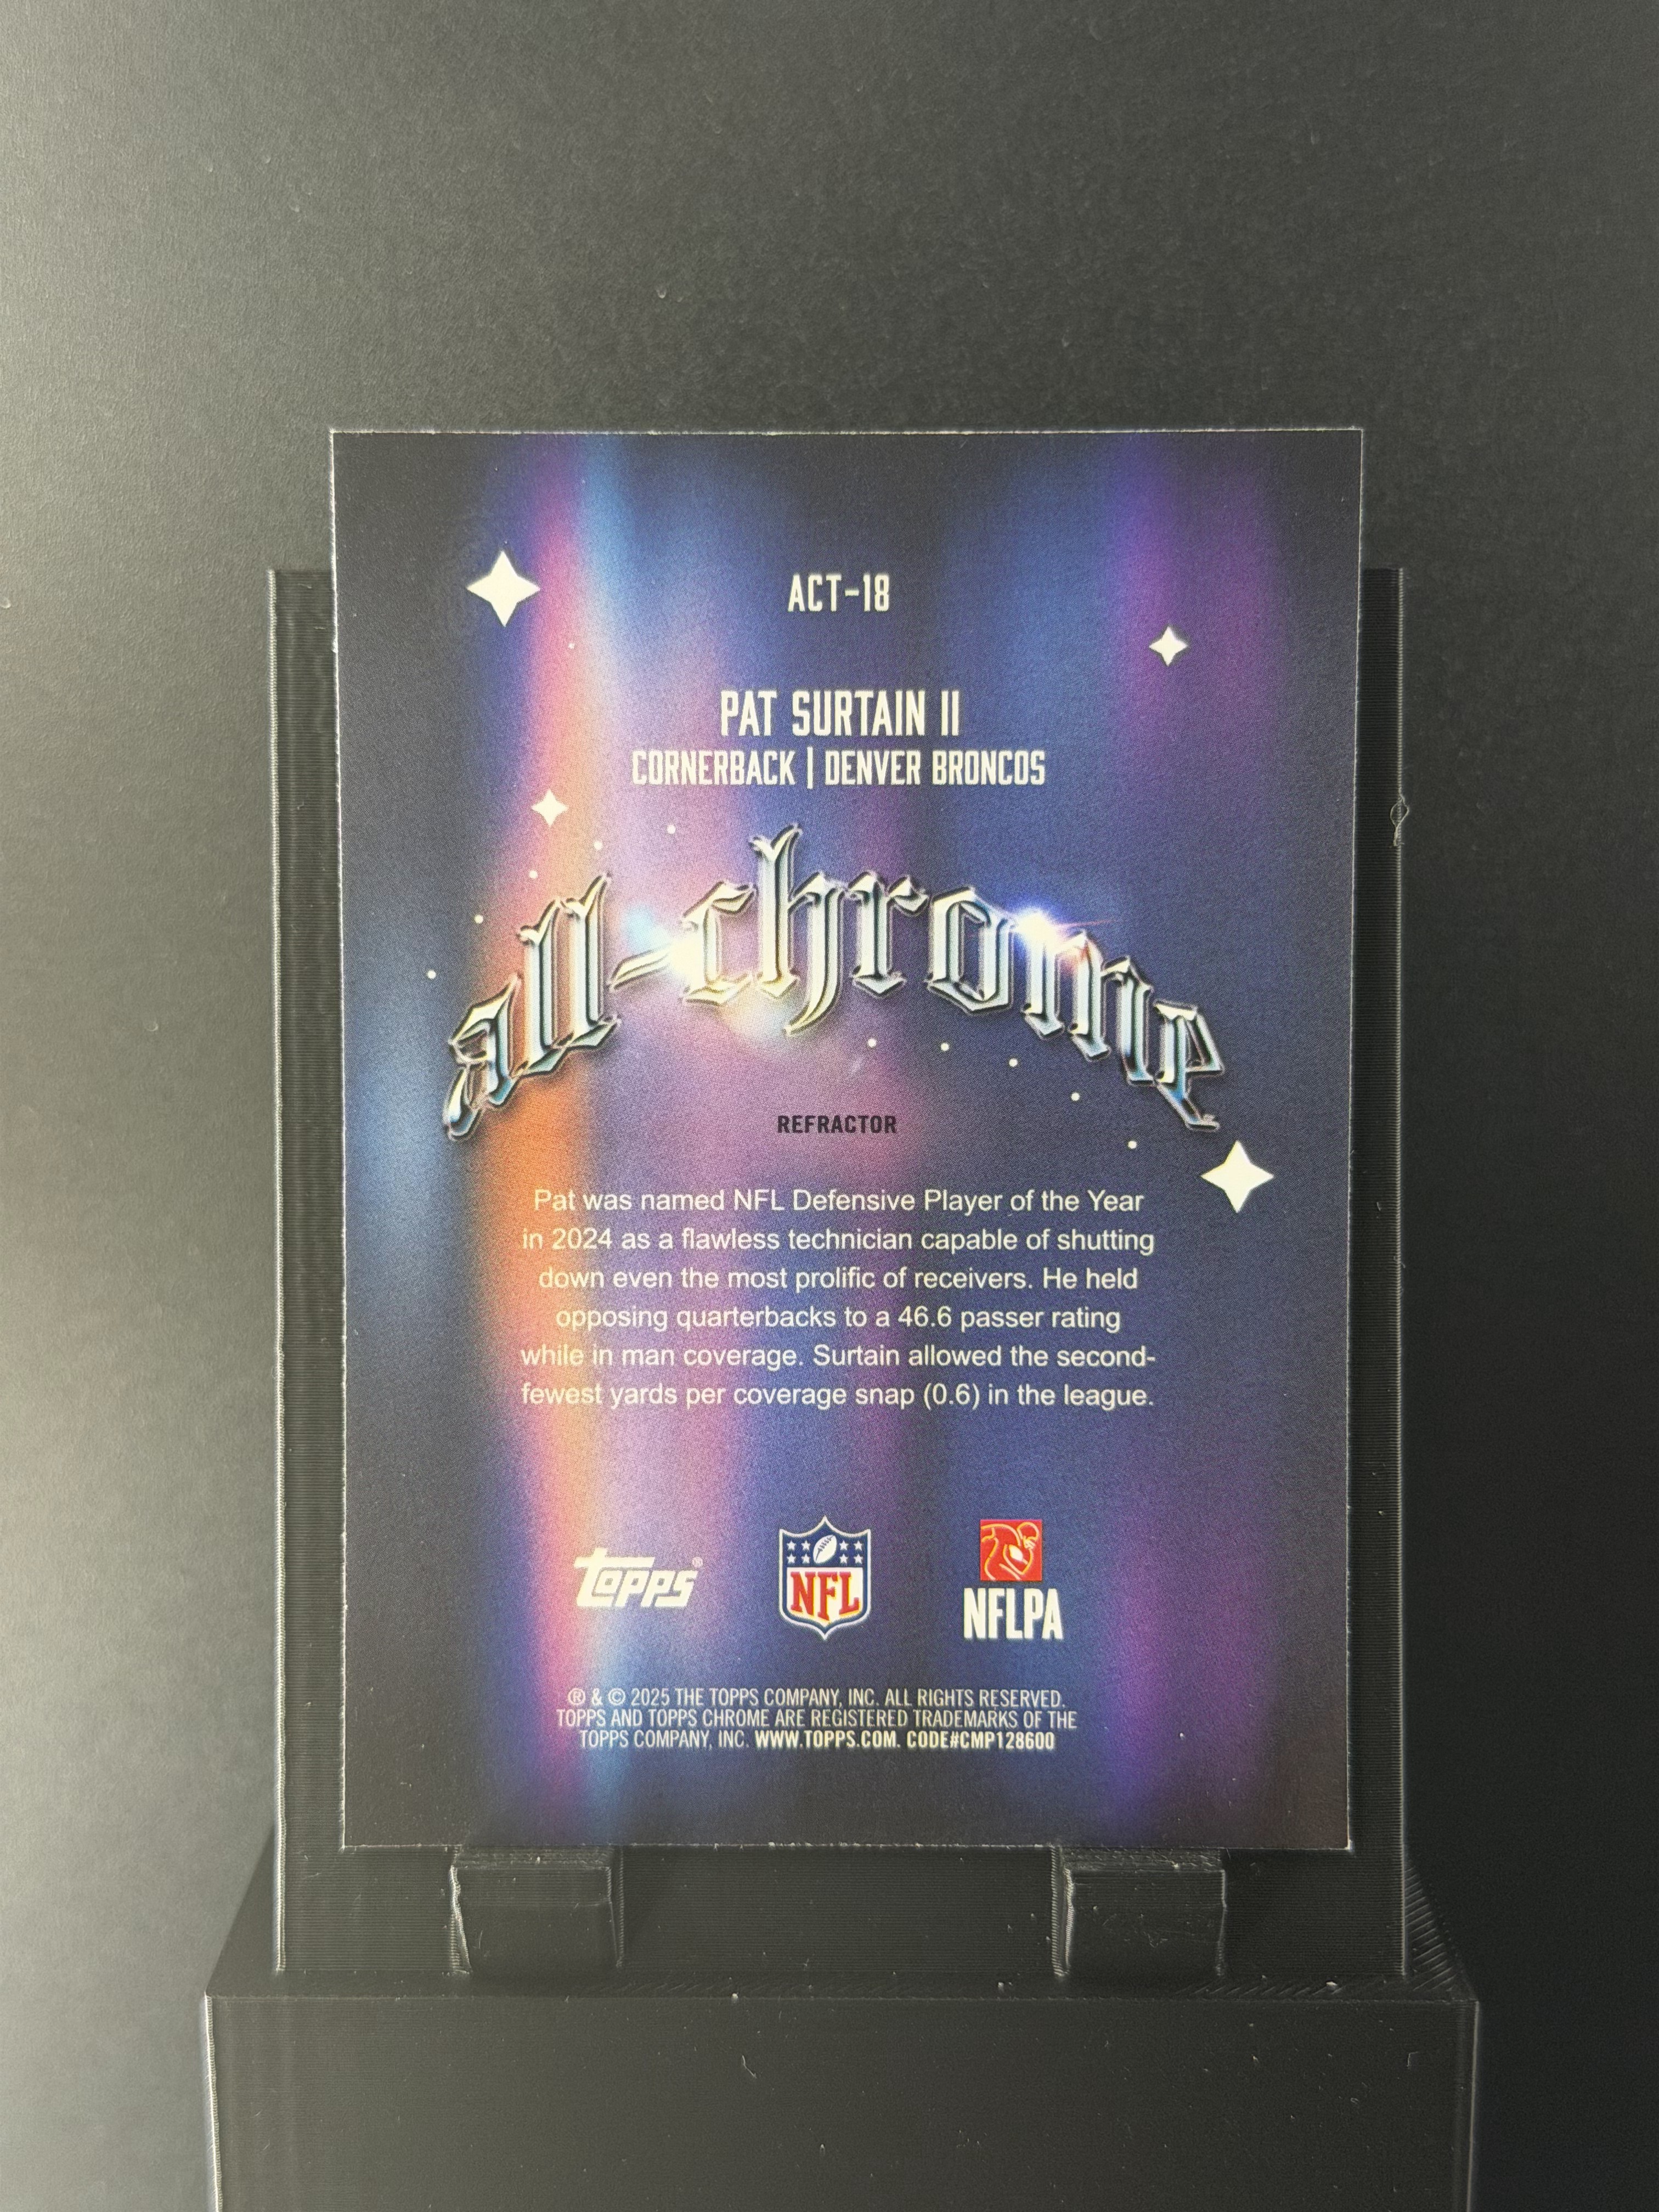 ACT-18
PAT SURTAIN II
CORNERBACK | DENVER BRONCOS
all-chrome
REFRACTOR
Pat was named NFL Defensive Player of the Year
in 2024 as a flawless technician capable of shutting
down even the most prolific of receivers. He held
opposing quarterbacks to a 46.6 passer rating
while in man coverage. Surtain allowed the second-
fewest yards per coverage snap (0.6) in the league.
topps® NFL NFLPA
® & © 2025 THE TOPPS COMPANY, INC. ALL RIGHTS RESERVED.
TOPPS AND TOPPS CHROME ARE REGISTERED TRADEMARKS OF THE
TOPPS COMPANY, INC. WWW.TOPPS.COM. CODE#CMP128600